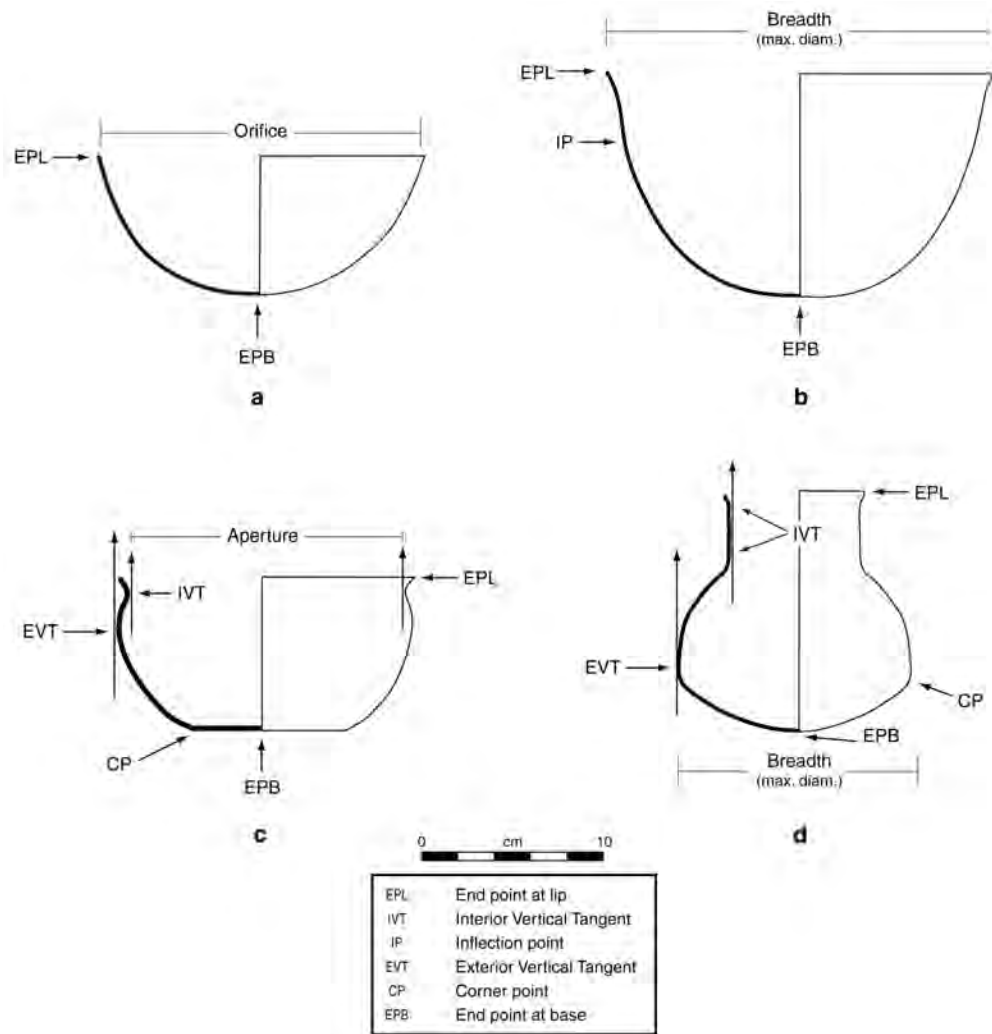 Breadth
(max. diam.)
EPL
IP
EPB
b
Orifice
EPL
EPB
a
Aperture
IVT
EPL
EVT
CP
EPB
c
EPL
IVT
EVT
CP
EPB
Breadth
(max. diam.)
d
0 cm 10
EPL End point at lip
IVT Interior Vertical Tangent
IP Inflection point
EVT Exterior Vertical Tangent
CP Corner point
EPB End point at base